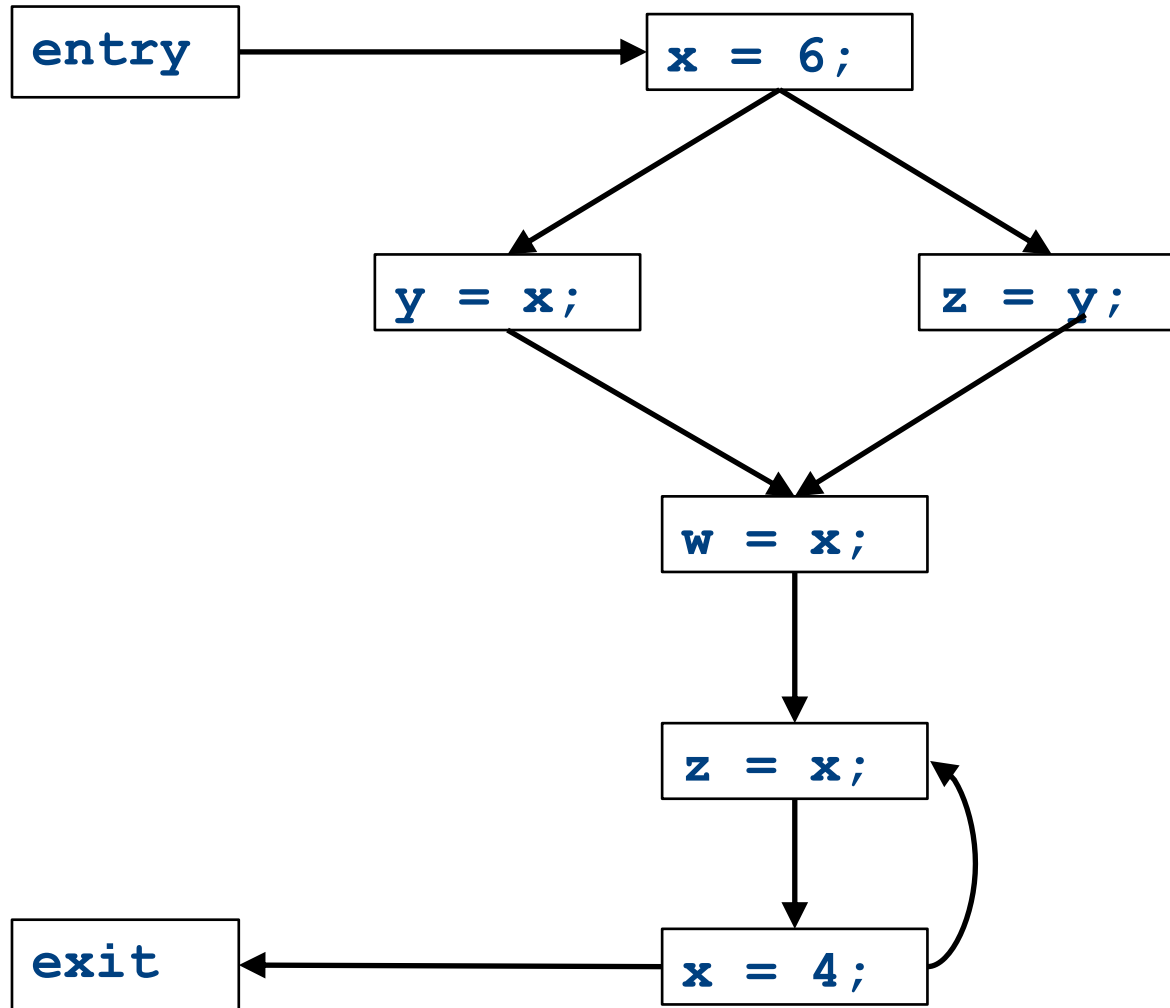 entry
x = 6;
y = x;
z = y;
w = x;
z = x;
x = 4;
exit